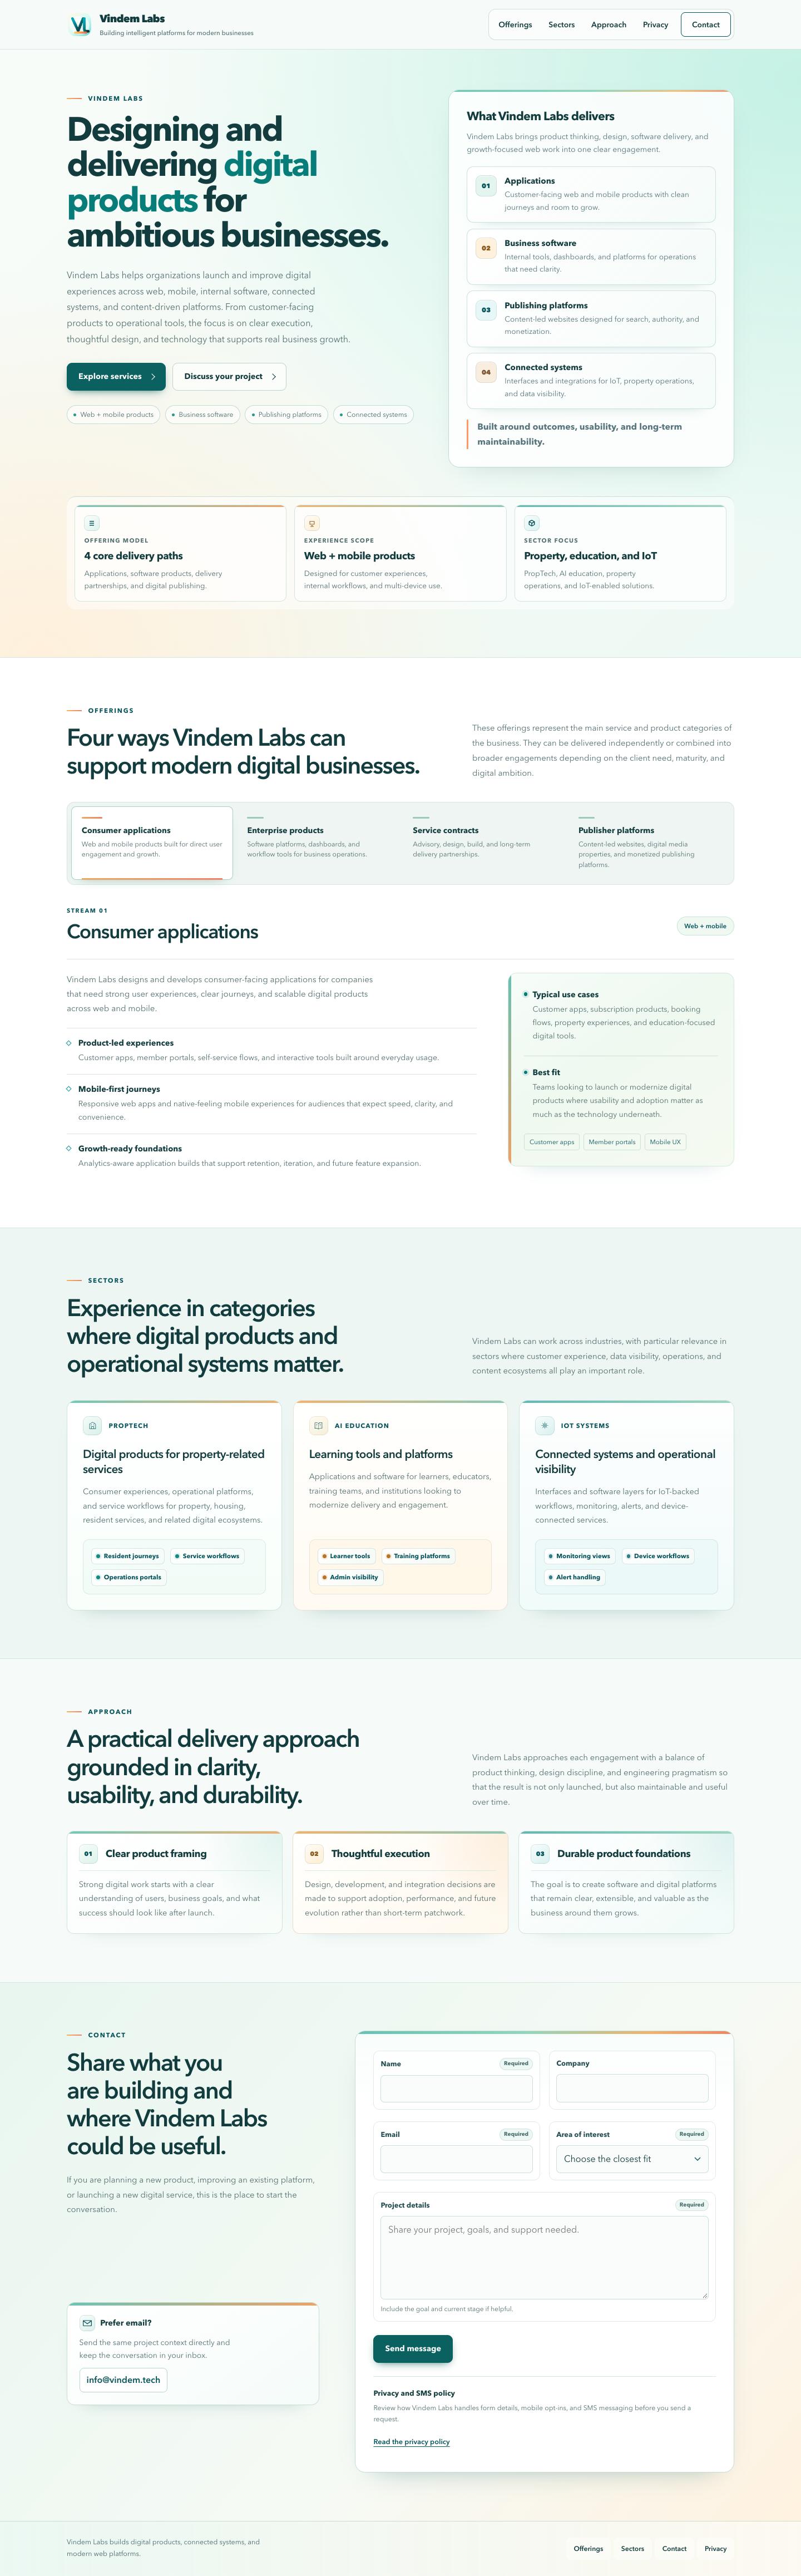 VL
Vindem Labs
Building intelligent platforms for modern businesses
Offerings
Sectors
Approach
Privacy
Contact
VINDEM LABS
Designing and
delivering digital
products for
ambitious businesses.
Vindem Labs helps organizations launch and improve digital
experiences across web, mobile, internal software, connected
systems, and content-driven platforms. From customer-facing
products to operational tools, the focus is on clear execution,
thoughtful design, and technology that supports real business growth.
Explore services
Discuss your project
Web + mobile products
Business software
Publishing platforms
Connected systems
What Vindem Labs delivers
Vindem Labs brings product thinking, design, software delivery, and
growth-focused web work into one clear engagement.
01
Applications
Customer-facing web and mobile products with clean
journeys and room to grow.
02
Business software
Internal tools, dashboards, and platforms for operations
that need clarity.
03
Publishing platforms
Content-led websites designed for search, authority, and
monetization.
04
Connected systems
Interfaces and integrations for IoT, property operations,
and data visibility.
Built around outcomes, usability, and long-term
maintainability.
OFFERING MODEL
4 core delivery paths
Applications, software products, delivery
partnerships, and digital publishing.
EXPERIENCE SCOPE
Web + mobile products
Designed for customer experiences,
internal workflows, and multi-device use.
SECTOR FOCUS
Property, education, and IoT
PropTech, AI education, property
operations, and IoT-enabled solutions.
OFFERINGS
Four ways Vindem Labs can
support modern digital businesses.
These offerings represent the main service and product categories of
the business. They can be delivered independently or combined into
broader engagements depending on the client need, maturity, and
digital ambition.
Consumer applications
Web and mobile products built for direct user
engagement and growth.
Enterprise products
Software platforms, dashboards, and
workflow tools for business operations.
Service contracts
Advisory, design, build, and long-term
delivery partnerships.
Publisher platforms
Content-led websites, digital media
properties, and monetized publishing
platforms.
STREAM 01
Consumer applications
Web + mobile
Vindem Labs designs and develops consumer-facing applications for companies
that need strong user experiences, clear journeys, and scalable digital products
across web and mobile.
Product-led experiences
Customer apps, member portals, self-service flows, and interactive tools built around everyday usage.
Mobile-first journeys
Responsive web apps and native-feeling mobile experiences for audiences that expect speed, clarity, and
convenience.
Growth-ready foundations
Analytics-aware application builds that support retention, iteration, and future feature expansion.
Typical use cases
Customer apps, subscription products, booking
flows, property experiences, and education-focused
digital tools.
Best fit
Teams looking to launch or modernize digital
products where usability and adoption matter as
much as the technology underneath.
Customer apps
Member portals
Mobile UX
SECTORS
Experience in categories
where digital products and
operational systems matter.
Vindem Labs can work across industries, with particular relevance in
sectors where customer experience, data visibility, operations, and
content ecosystems all play an important role.
PROPTECH
Digital products for property-related
services
Consumer experiences, operational platforms,
and service workflows for property, housing,
resident services, and related digital ecosystems.
Resident journeys
Service workflows
Operations portals
AI EDUCATION
Learning tools and platforms
Applications and software for learners, educators,
training teams, and institutions looking to
modernize delivery and engagement.
Learner tools
Training platforms
Admin visibility
IOT SYSTEMS
Connected systems and operational
visibility
Interfaces and software layers for IoT-backed
workflows, monitoring, alerts, and device-
connected services.
Monitoring views
Device workflows
Alert handling
APPROACH
A practical delivery approach
grounded in clarity,
usability, and durability.
Vindem Labs approaches each engagement with a balance of
product thinking, design discipline, and engineering pragmatism so
that the result is not only launched, but also maintainable and useful
over time.
01
Clear product framing
Strong digital work starts with a clear
understanding of users, business goals, and what
success should look like after launch.
02
Thoughtful execution
Design, development, and integration decisions are
made to support adoption, performance, and future
evolution rather than short-term patchwork.
03
Durable product foundations
The goal is to create software and digital platforms
that remain clear, extensible, and valuable as the
business around them grows.
CONTACT
Share what you
are building and
where Vindem Labs
could be useful.
If you are planning a new product, improving an existing platform,
or launching a new digital service, this is the place to start the
conversation.
Prefer email?
Send the same project context directly and
keep the conversation in your inbox.
info@vindem.tech
Name
Required
Company
Email
Required
Area of interest
Required
Choose the closest fit
Project details
Required
Share your project, goals, and support needed.
Include the goal and current stage if helpful.
Send message
Privacy and SMS policy
Review how Vindem Labs handles form details, mobile opt-ins, and SMS messaging before you send a
request.
Read the privacy policy
Vindem Labs builds digital products, connected systems, and
modern web platforms.
Offerings
Sectors
Contact
Privacy